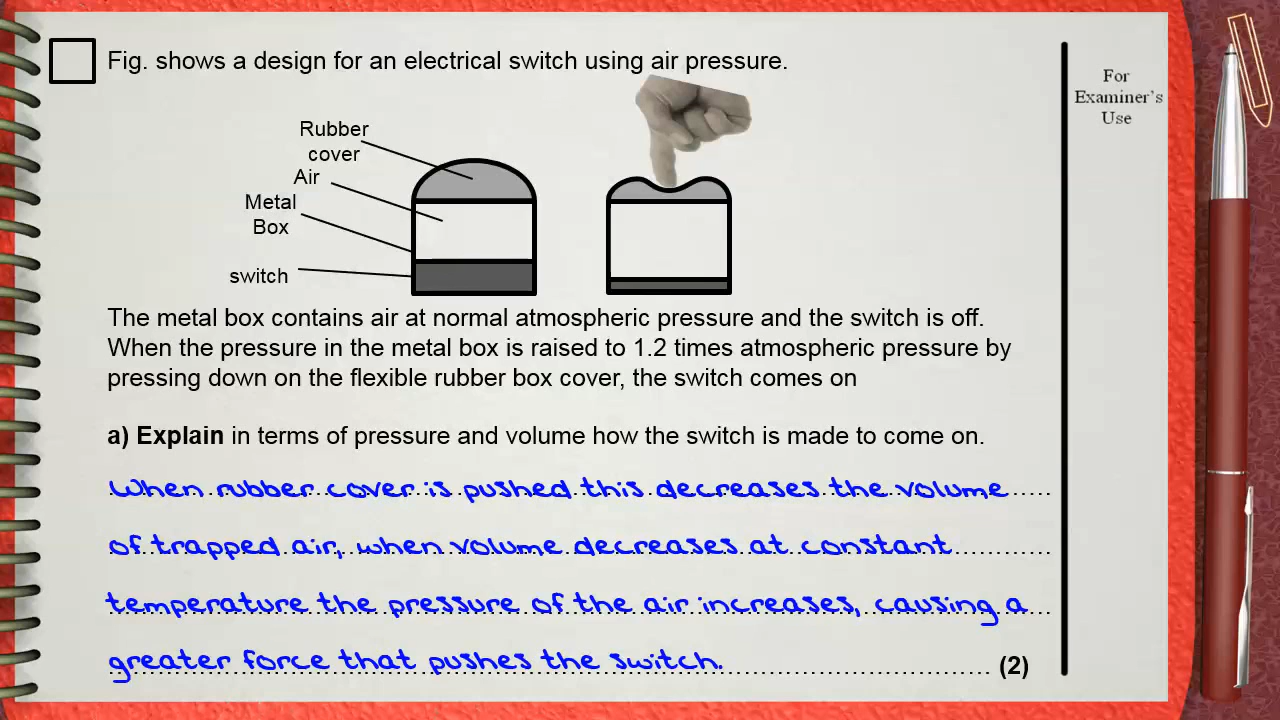 Fig. shows a design for an electrical switch using air pressure.
For
Examiner's
Use
Rubber
cover
Air
Metal
Box
switch
The metal box contains air at normal atmospheric pressure and the switch is off.
When the pressure in the metal box is raised to 1.2 times atmospheric pressure by
pressing down on the flexible rubber box cover, the switch comes on
a) Explain in terms of pressure and volume how the switch is made to come on.
When rubber cover is pushed this decreases the volume
of trapped air, when volume decreases at constant
temperature the pressure of the air increases, causing a
greater force that pushes the switch.
(2)